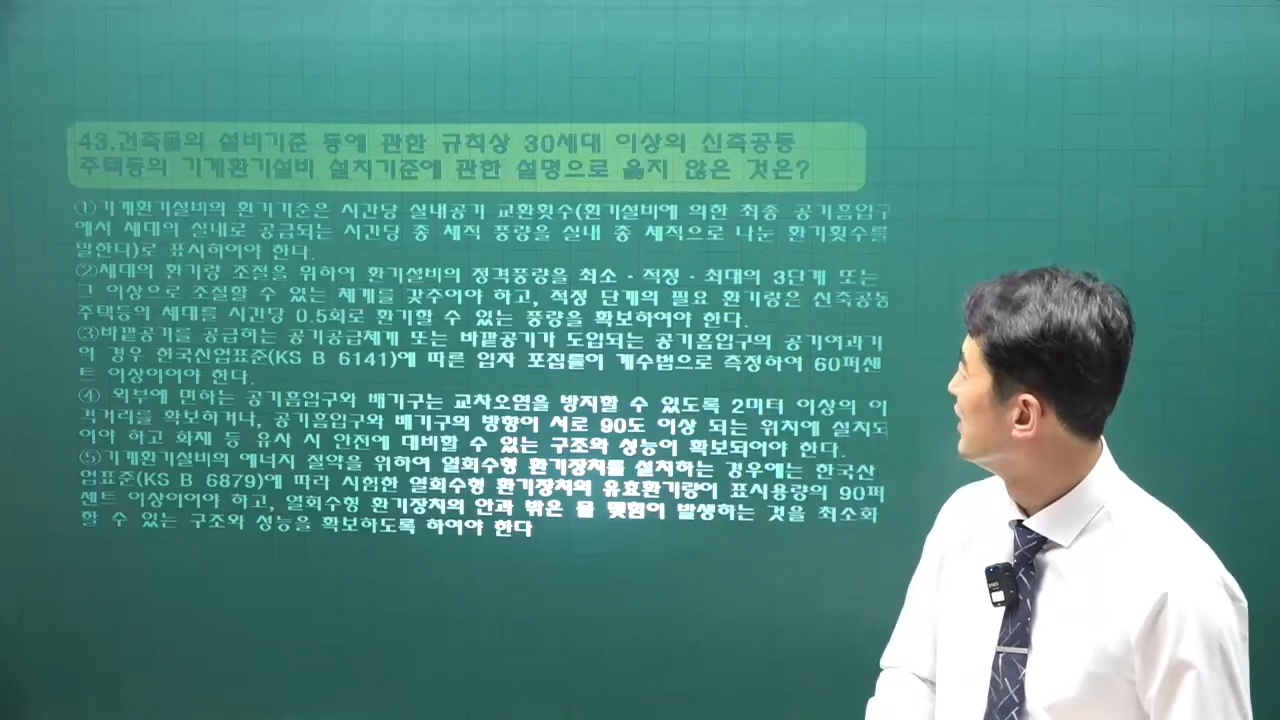 43.건축물의 설비기준 등에 관한 규칙상 30세대 이상의 신축공동
주택등의 기계환기설비 설치기준에 관한 설명으로 옳지 않은 것은?
①기계환기설비의 환기기준은 시간당 실내공기 교환횟수(환기설비에 의한 최종 공기흡입구
에서 세대의 실내로 공급되는 시간당 총 체적 풍량을 실내 총 체적으로 나눈 환기횟수를
말한다)로 표시하여야 한다.
②세대의 환기량 조절을 위하여 환기설비의 정격풍량을 최소·적정·최대의 3단계 또는
그 이상으로 조절할 수 있는 체계를 갖추어야 하고, 적정 단계의 필요 환기량은 신축공동
주택등의 세대를 시간당 0.5회로 환기할 수 있는 풍량을 확보하여야 한다.
③바깥공기를 공급하는 공기공급체계 또는 바깥공기가 도입되는 공기흡입구의 공기여과기
의 경우 한국산업표준(KS B 6141)에 따른 입자 포집률이 계수법으로 측정하여 60퍼센
트 이상이어야 한다.
④ 외부에 면하는 공기흡입구와 배기구는 교차오염을 방지할 수 있도록 2미터 이상의 이
격거리를 확보하거나, 공기흡입구와 배기구의 방향이 서로 90도 이상 되는 위치에 설치되
어야 하고 화재 등 유사 시 안전에 대비할 수 있는 구조와 성능이 확보되어야 한다.
⑤기계환기설비의 에너지 절약을 위하여 열회수형 환기장치를 설치하는 경우에는 한국산
업표준(KS B 6879)에 따라 시험한 열회수형 환기장치의 유효환기량이 표시용량의 90퍼
센트 이상이어야 하고, 열회수형 환기장치의 안과 밖은 물 맺힘이 발생하는 것을 최소화
할 수 있는 구조와 성능을 확보하도록 하여야 한다